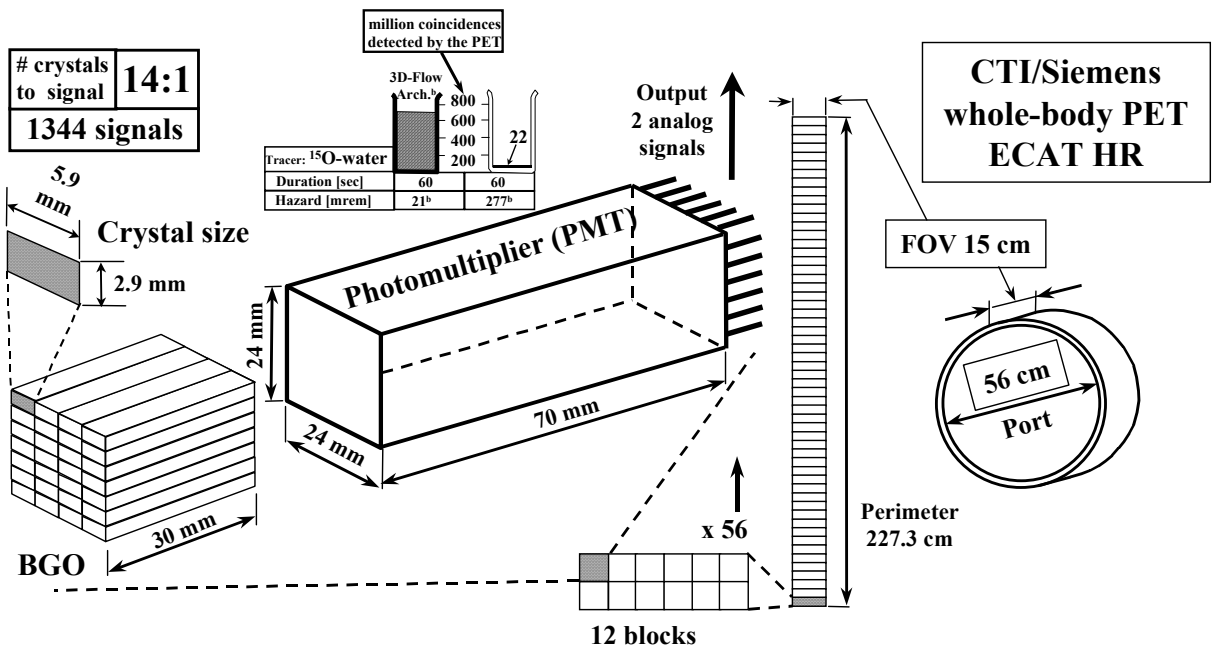 # crystals
to signal
14:1
1344 signals
million coincidences
detected by the PET
3D-Flow
Arch.ᵇ
800
600
400
200
22
Tracer: ¹⁵O-water
Duration [sec] 60 60
Hazard [mrem] 21ᵇ 277ᵇ
Output
2 analog
signals
CTI/Siemens
whole-body PET
ECAT HR
5.9
mm
Crystal size
2.9 mm
Photomultiplier (PMT)
24 mm
24 mm
70 mm
FOV 15 cm
56 cm
Port
30 mm
BGO
x 56
Perimeter
227.3 cm
12 blocks